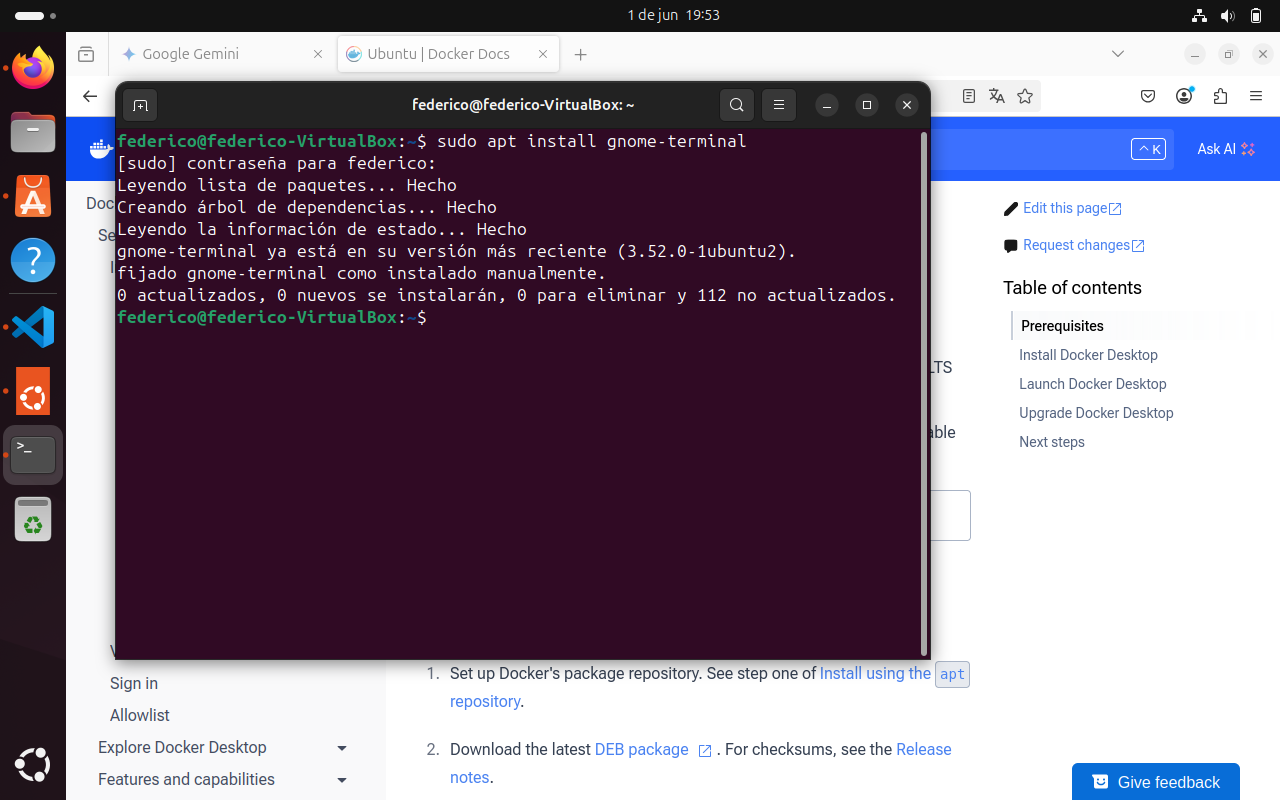 1 de jun 19:53
Google Gemini
Ubuntu | Docker Docs
federico@federico-VirtualBox: ~
federico@federico-VirtualBox:~$ sudo apt install gnome-terminal
[sudo] contraseña para federico:
Leyendo lista de paquetes... Hecho
Creando árbol de dependencias... Hecho
Leyendo la información de estado... Hecho
gnome-terminal ya está en su versión más reciente (3.52.0-1ubuntu2).
fijado gnome-terminal como instalado manualmente.
0 actualizados, 0 nuevos se instalarán, 0 para eliminar y 112 no actualizados.
federico@federico-VirtualBox:~$
^ K
Ask AI
Edit this page
Request changes
Table of contents
Prerequisites
Install Docker Desktop
Launch Docker Desktop
Upgrade Docker Desktop
Next steps
LTS
Sign in
Allowlist
Explore Docker Desktop
Features and capabilities
1. Set up Docker's package repository. See step one of Install using the apt
repository.
2. Download the latest DEB package . For checksums, see the Release
notes.
Give feedback